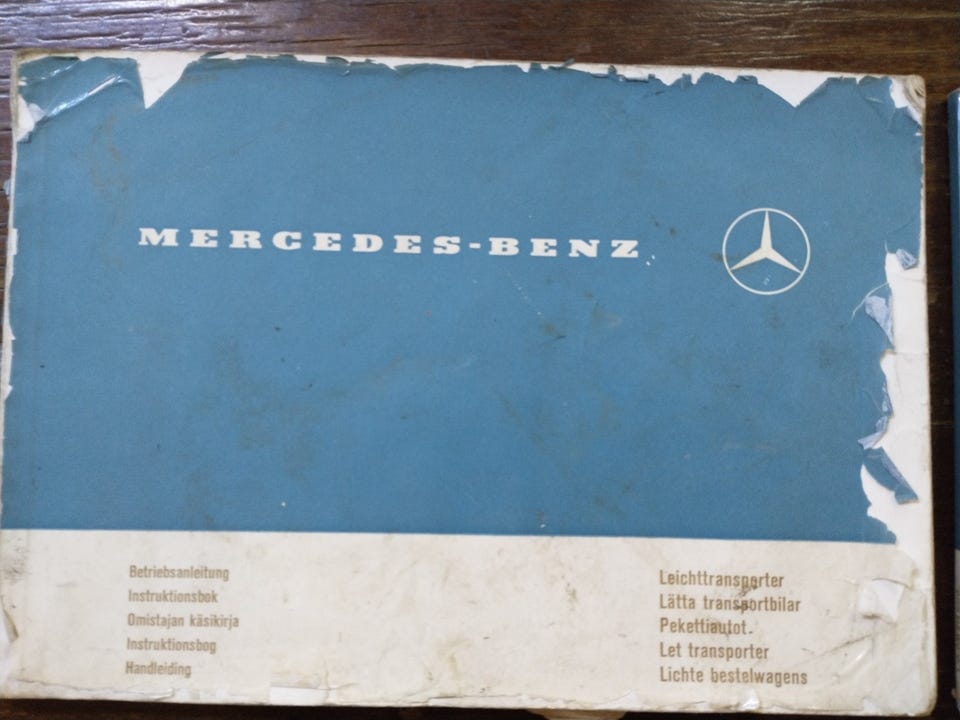 MERCEDES-BENZ
Betriebsanleitung
Instruktionsbok
Omistajan käsikirja
Instruktionsbog
Handleiding
Leichttransporter
Lätta transportbilar
Pekettiautot
Let transporter
Lichte bestelwagens